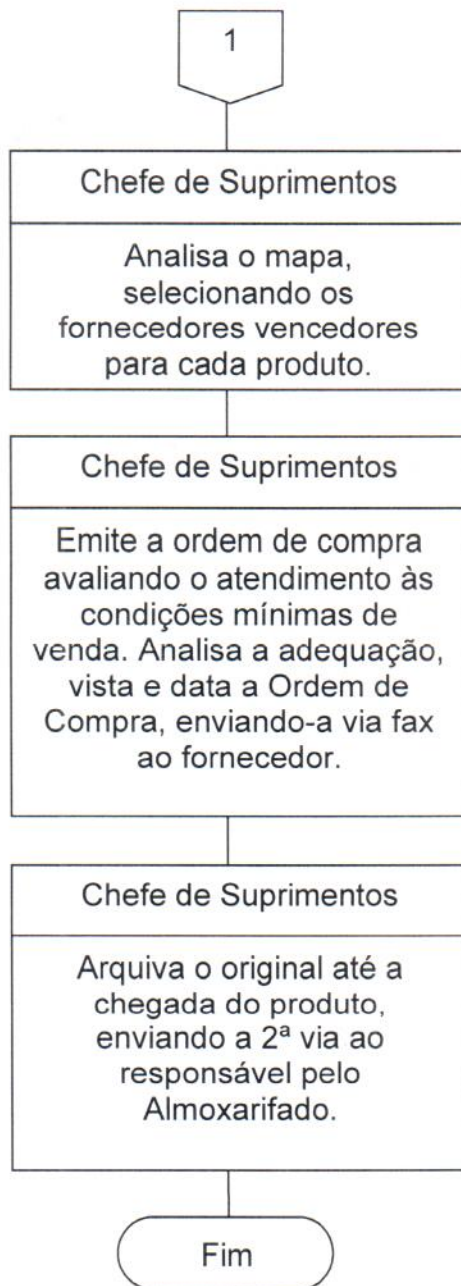 1
Chefe de Suprimentos
Analisa o mapa,
selecionando os
fornecedores vencedores
para cada produto.
Chefe de Suprimentos
Emite a ordem de compra
avaliando o atendimento às
condições mínimas de
venda. Analisa a adequação,
vista e data a Ordem de
Compra, enviando-a via fax
ao fornecedor.
Chefe de Suprimentos
Arquiva o original até a
chegada do produto,
enviando a 2ª via ao
responsável pelo
Almoxarifado.
Fim